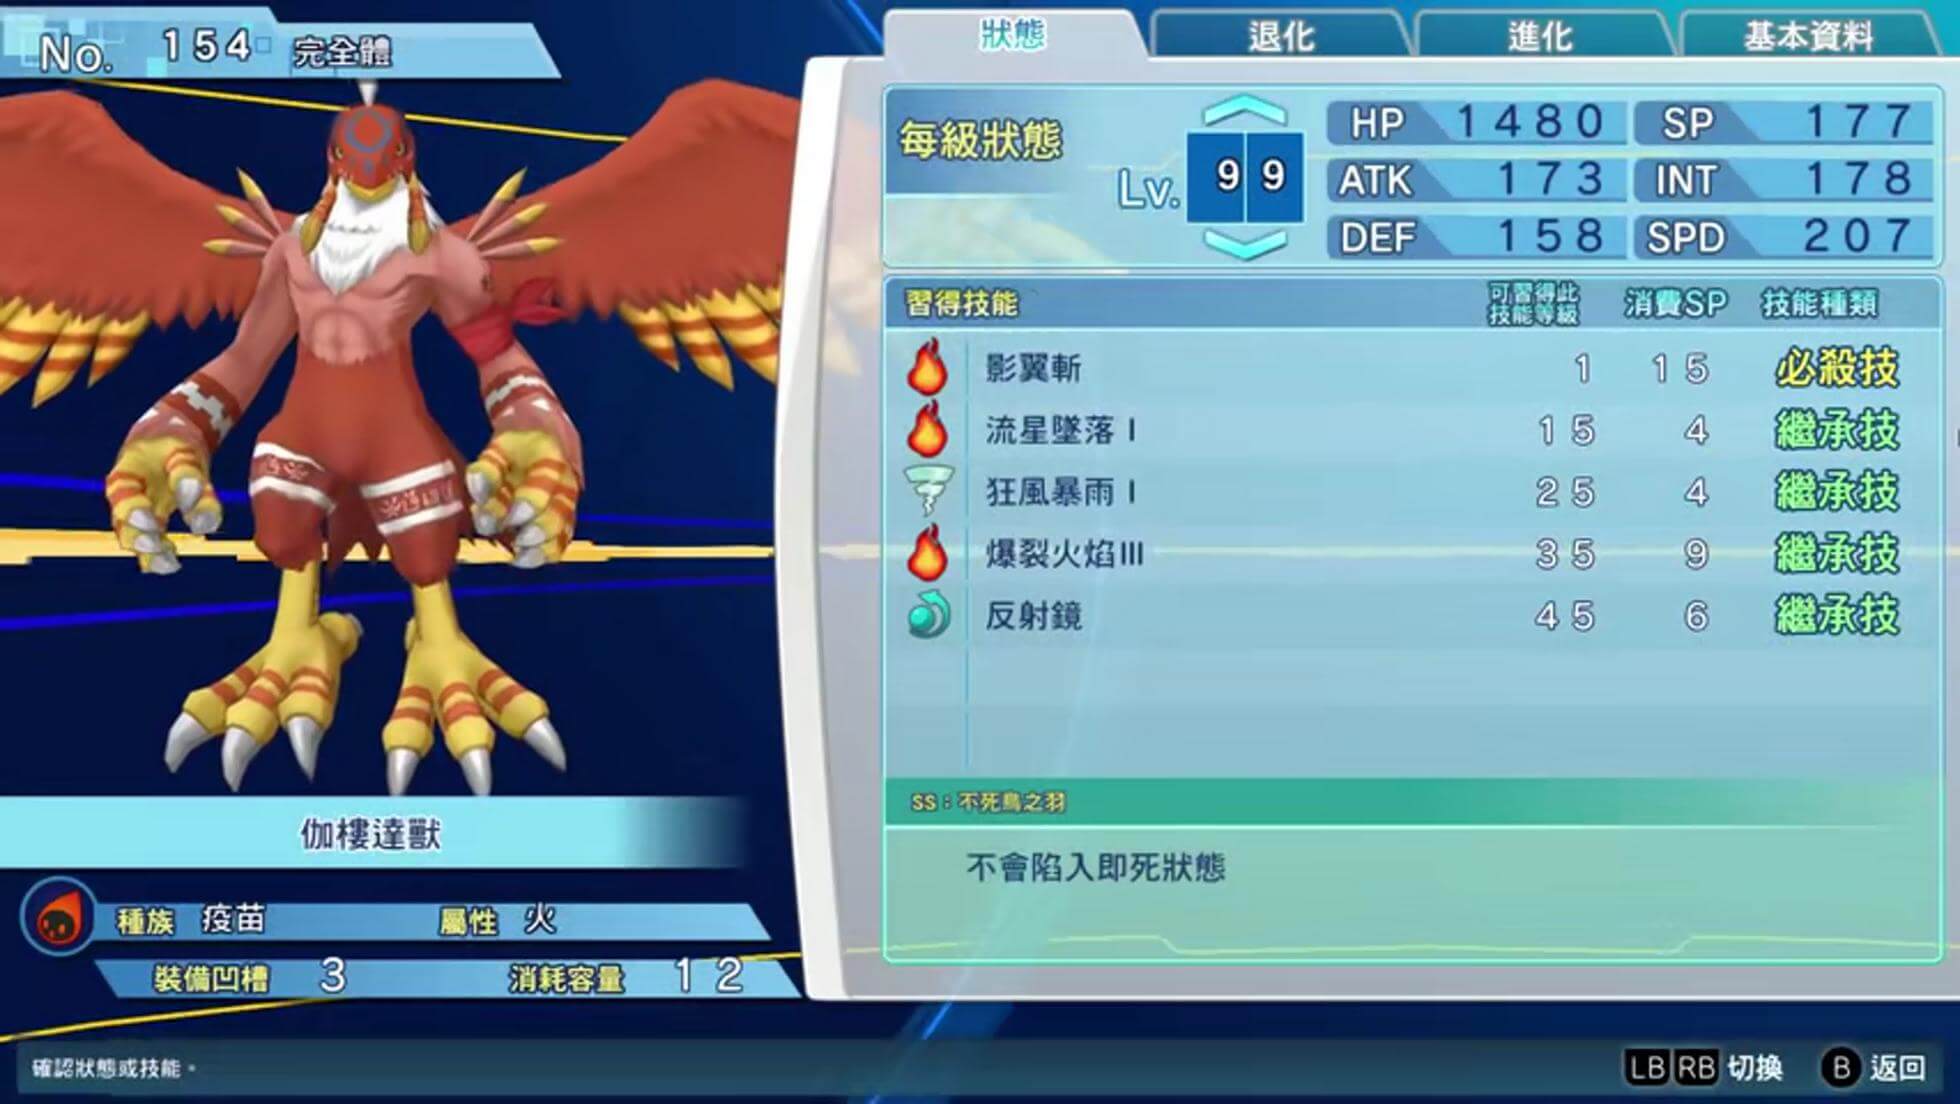 No. 154 完全體
狀態 退化 進化 基本資料
每級狀態
Lv. 99
HP 1480 SP 177
ATK 173 INT 178
DEF 158 SPD 207
習得技能 可習得此技能等級 消費SP 技能種類
影翼斬 1 15 必殺技
流星墜落 I 15 4 繼承技
狂風暴雨 I 25 4 繼承技
爆裂火焰III 35 9 繼承技
反射鏡 45 6 繼承技
SS：不死鳥之羽
不會陷入即死狀態
伽樓達獸
種族 疫苗 屬性 火
裝備凹槽 3 消耗容量 12
確認狀態或技能。
LB RB 切換 B 返回